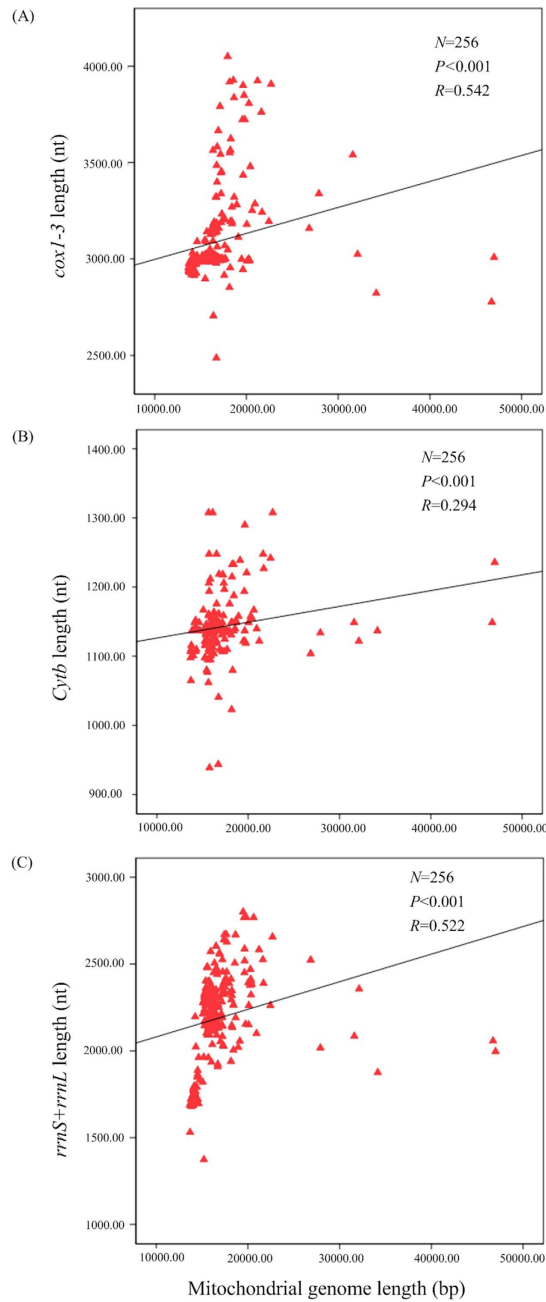 (A)
N=256
P<0.001
R=0.542
4000.00
3500.00
3000.00
2500.00
cox1-3 length (nt)
10000.00 20000.00 30000.00 40000.00 50000.00
(B)
N=256
P<0.001
R=0.294
1400.00
1300.00
1200.00
1100.00
1000.00
900.00
Cytb length (nt)
10000.00 20000.00 30000.00 40000.00 50000.00
(C)
N=256
P<0.001
R=0.522
3000.00
2500.00
2000.00
1500.00
1000.00
rrnS+rrnL length (nt)
10000.00 20000.00 30000.00 40000.00 50000.00
Mitochondrial genome length (bp)